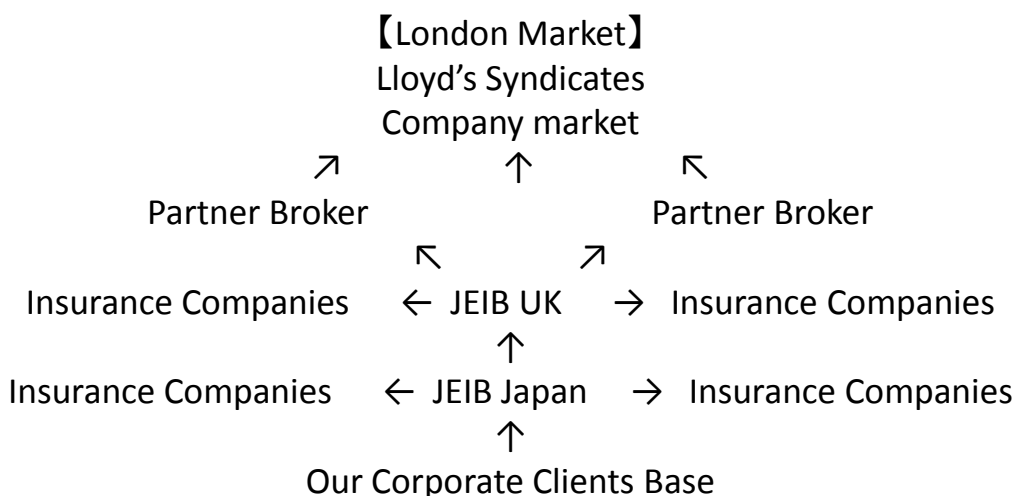 【London Market】
Lloyd’s Syndicates
Company market
↗ ↑ ↖
Partner Broker Partner Broker
↖ ↗
Insurance Companies ← JEIB UK → Insurance Companies
↑
Insurance Companies ← JEIB Japan → Insurance Companies
↑
Our Corporate Clients Base